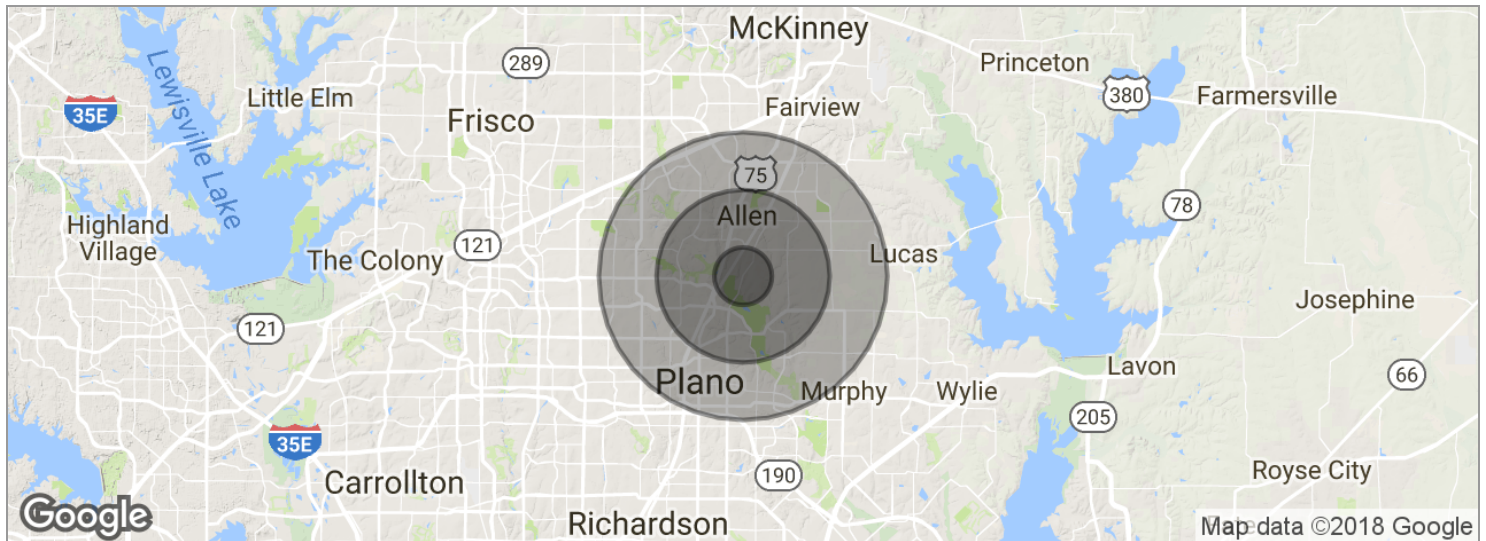 McKinney
289
Princeton
Little Elm
380
Farmersville
35E
Fairview
Frisco
Lewisville Lake
75
78
Allen
Highland
Village
121
Lucas
The Colony
Josephine
121
Lavon
66
Plano
Murphy
Wylie
205
35E
Royse City
190
Carrollton
Google
Richardson
Map data ©2018 Google